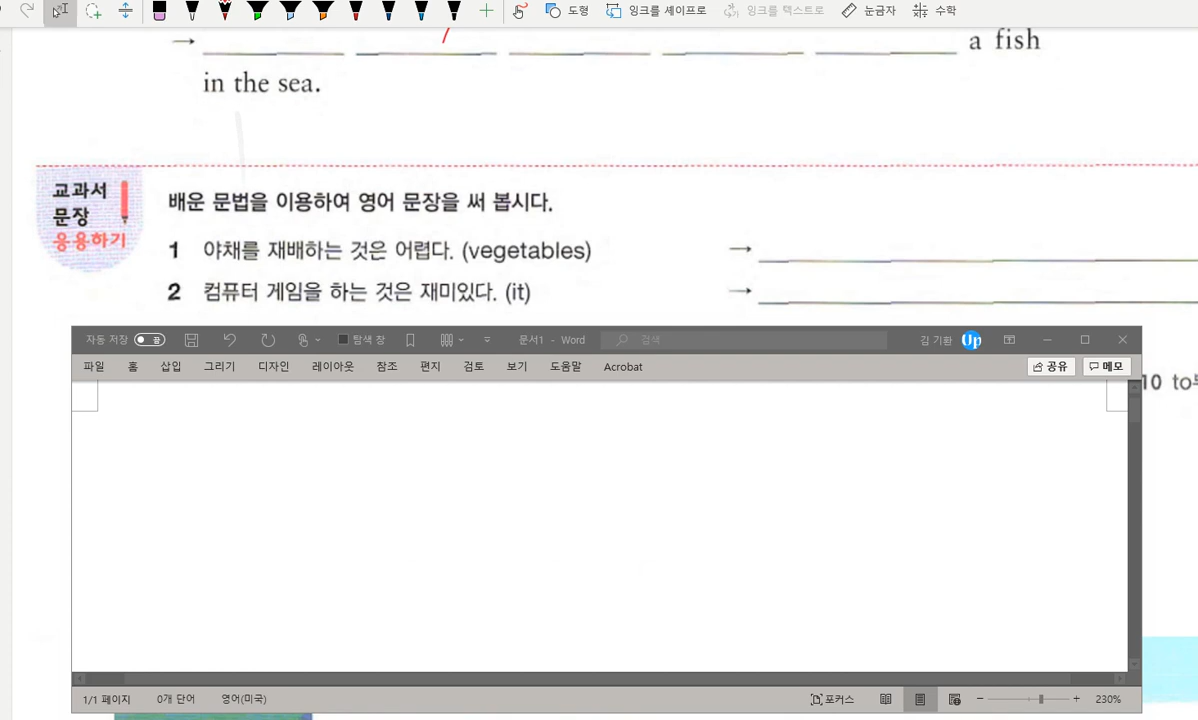 도형 잉크를 셰이프로 잉크를 텍스트로 눈금자 수학
→ a fish
in the sea.
교과서
문장
응용하기
배운 문법을 이용하여 영어 문장을 써 봅시다.
1 야채를 재배하는 것은 어렵다. (vegetables) →
2 컴퓨터 게임을 하는 것은 재미있다. (it) →
자동 저장 끔 탐색 창 문서1 - Word 검색 김 기환 Up
파일 홈 삽입 그리기 디자인 레이아웃 참조 편지 검토 보기 도움말 Acrobat 공유 메모
10 to
1/1 페이지 0개 단어 영어(미국) 포커스 230%